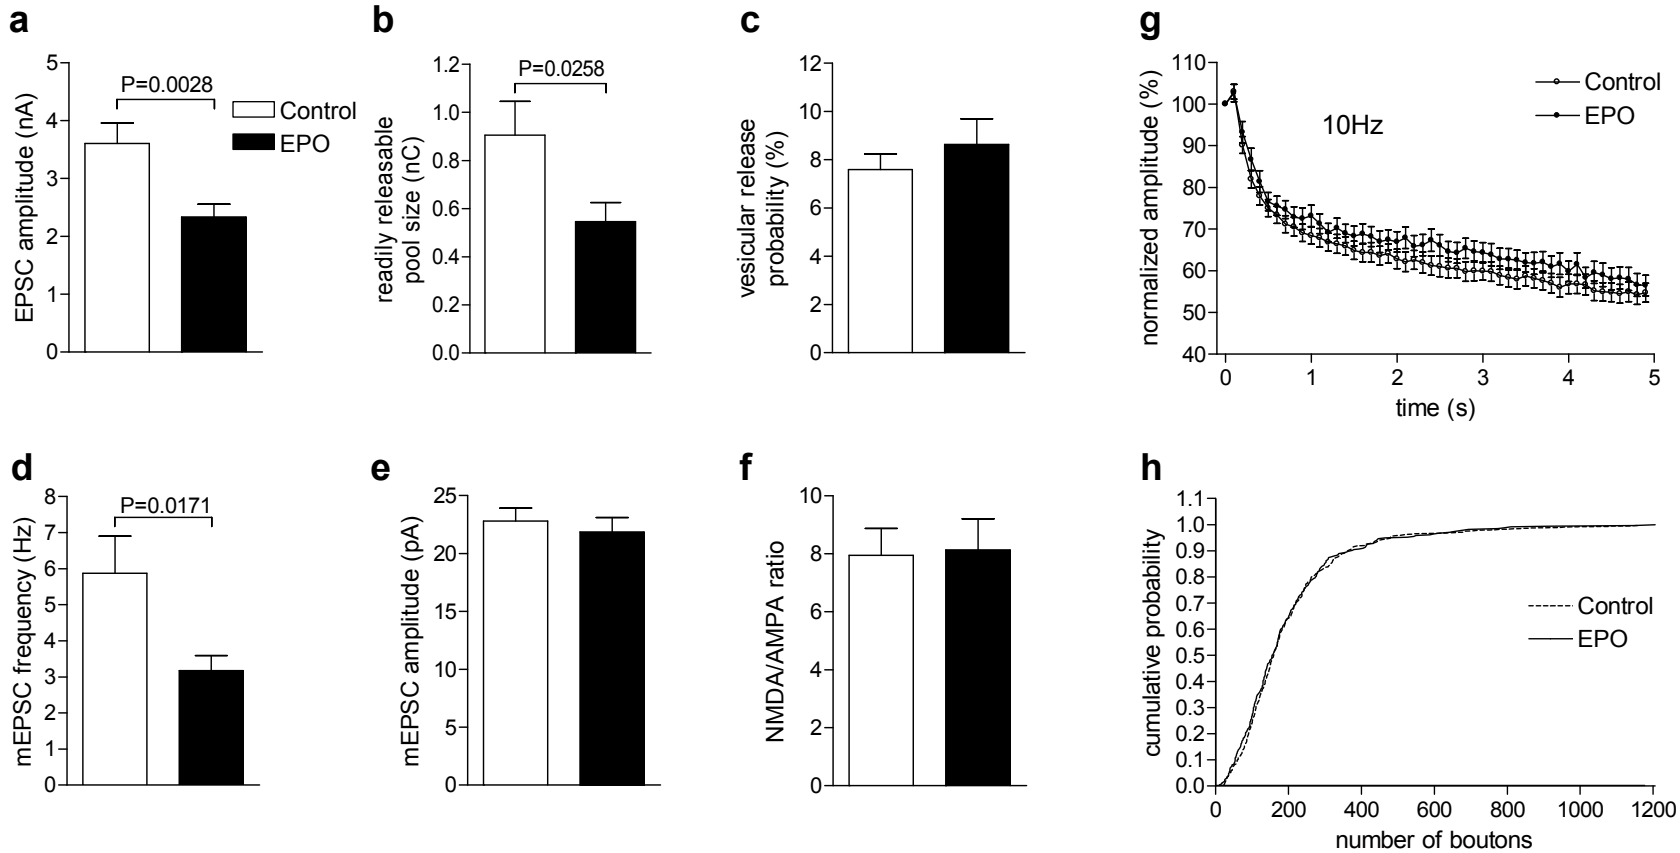 a
EPSC amplitude (nA)
5
4
3
2
1
0
P=0.0028
Control
EPO
b
readily releasable
pool size (nC)
1.2
1.0
0.8
0.6
0.4
0.2
0.0
P=0.0258
c
vesicular release
probability (%)
12
10
8
6
4
2
0
g
normalized amplitude (%)
110
100
90
80
70
60
50
40
10Hz
Control
EPO
0 1 2 3 4 5
time (s)
d
mEPSC frequency (Hz)
8
7
6
5
4
3
2
1
0
P=0.0171
e
mEPSC amplitude (pA)
25
20
15
10
5
0
f
NMDA/AMPA ratio
10
8
6
4
2
0
h
cumulative probability
1.1
1.0
0.9
0.8
0.7
0.6
0.5
0.4
0.3
0.2
0.1
0.0
Control
EPO
0 200 400 600 800 1000 1200
number of boutons